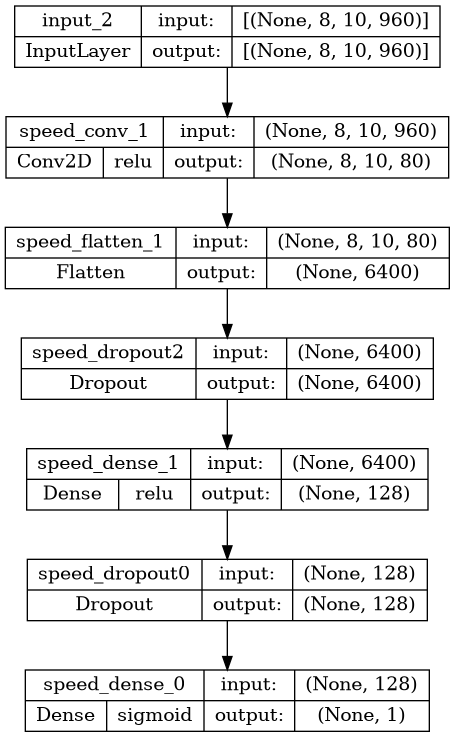 input_2 input: [(None, 8, 10, 960)]
InputLayer output: [(None, 8, 10, 960)]
speed_conv_1 input: (None, 8, 10, 960)
Conv2D relu output: (None, 8, 10, 80)
speed_flatten_1 input: (None, 8, 10, 80)
Flatten output: (None, 6400)
speed_dropout2 input: (None, 6400)
Dropout output: (None, 6400)
speed_dense_1 input: (None, 6400)
Dense relu output: (None, 128)
speed_dropout0 input: (None, 128)
Dropout output: (None, 128)
speed_dense_0 input: (None, 128)
Dense sigmoid output: (None, 1)